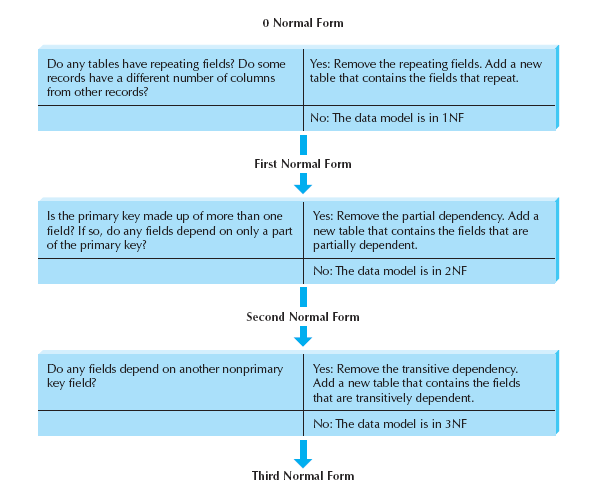 0 Normal Form
Do any tables have repeating fields? Do some
records have a different number of columns
from other records?
Yes: Remove the repeating fields. Add a new
table that contains the fields that repeat.
No: The data model is in 1NF
First Normal Form
Is the primary key made up of more than one
field? If so, do any fields depend on only a part
of the primary key?
Yes: Remove the partial dependency. Add a
new table that contains the fields that are
partially dependent.
No: The data model is in 2NF
Second Normal Form
Do any fields depend on another nonprimary
key field?
Yes: Remove the transitive dependency.
Add a new table that contains the fields
that are transitively dependent.
No: The data model is in 3NF
Third Normal Form